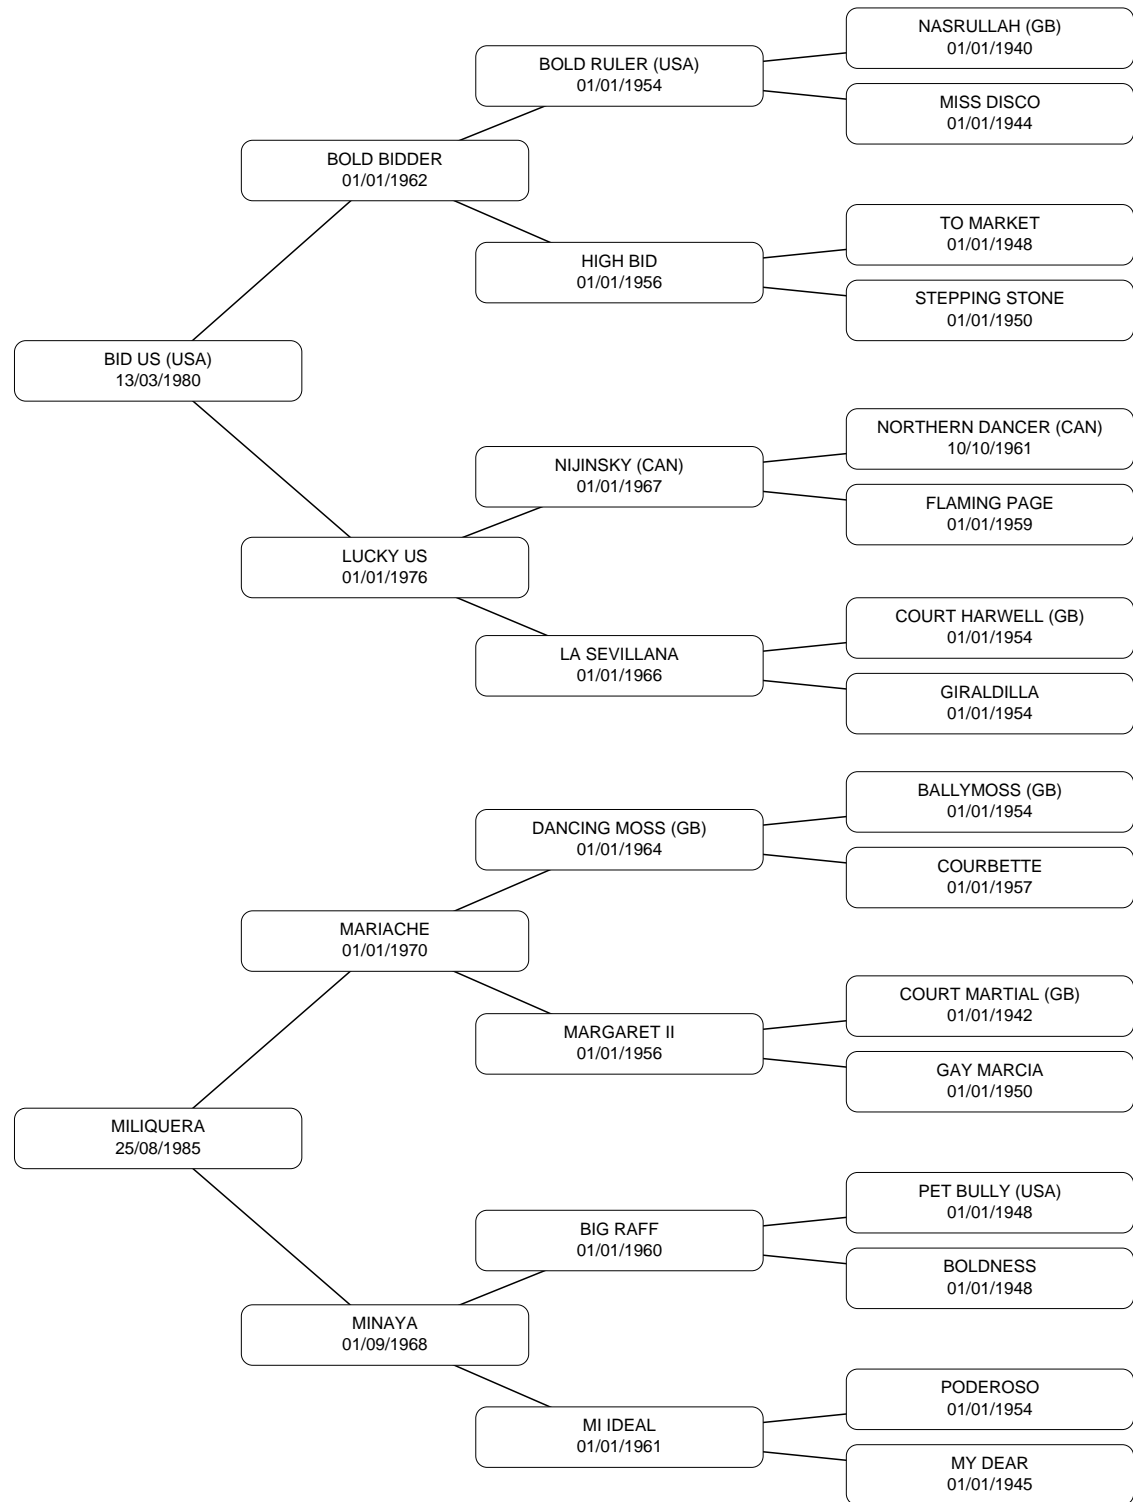 NASRULLAH (GB)
01/01/1940
BOLD RULER (USA)
01/01/1954
MISS DISCO
01/01/1944
BOLD BIDDER
01/01/1962
TO MARKET
01/01/1948
HIGH BID
01/01/1956
STEPPING STONE
01/01/1950
BID US (USA)
13/03/1980
NORTHERN DANCER (CAN)
10/10/1961
NIJINSKY (CAN)
01/01/1967
FLAMING PAGE
01/01/1959
LUCKY US
01/01/1976
COURT HARWELL (GB)
01/01/1954
LA SEVILLANA
01/01/1966
GIRALDILLA
01/01/1954
BALLYMOSS (GB)
01/01/1954
DANCING MOSS (GB)
01/01/1964
COURBETTE
01/01/1957
MARIACHE
01/01/1970
COURT MARTIAL (GB)
01/01/1942
MARGARET II
01/01/1956
GAY MARCIA
01/01/1950
MILIQUERA
25/08/1985
PET BULLY (USA)
01/01/1948
BIG RAFF
01/01/1960
BOLDNESS
01/01/1948
MINAYA
01/09/1968
PODEROSO
01/01/1954
MI IDEAL
01/01/1961
MY DEAR
01/01/1945